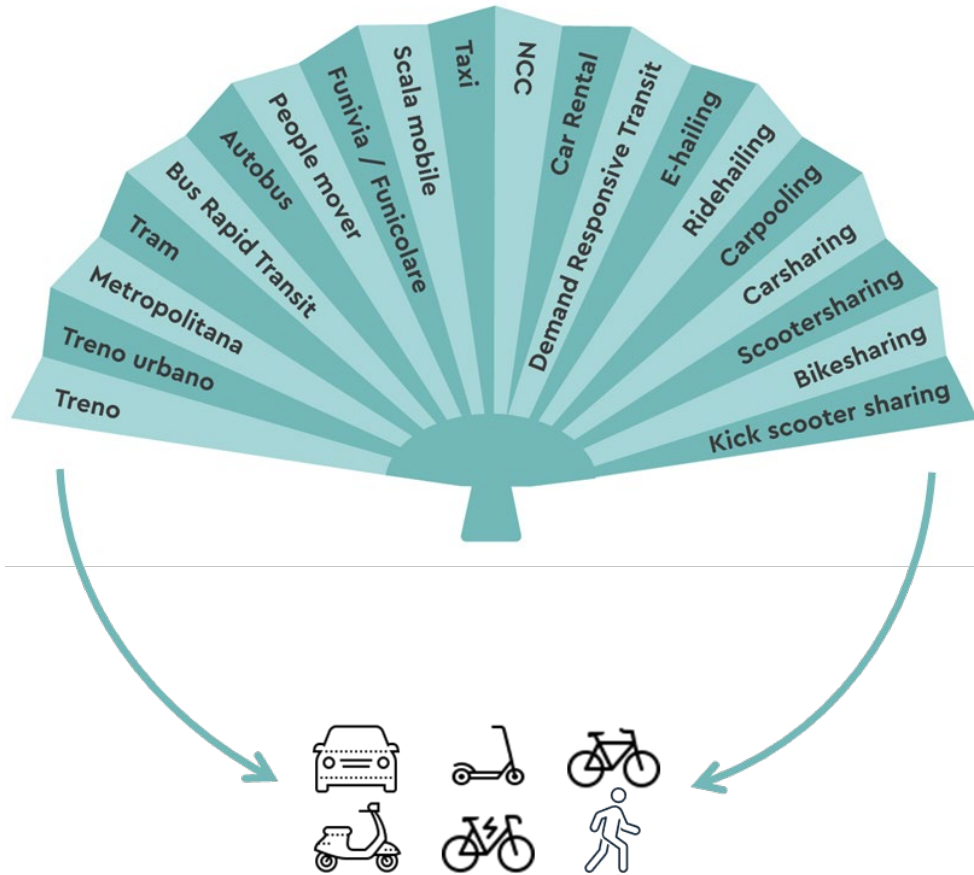 Treno
Treno urbano
Metropolitana
Tram
Bus Rapid Transit
Autobus
People mover
Funivia / Funicolare
Scala mobile
Taxi
NCC
Car Rental
Demand Responsive Transit
E-hailing
Ridehailing
Carpooling
Carsharing
Scootersharing
Bikesharing
Kick scooter sharing